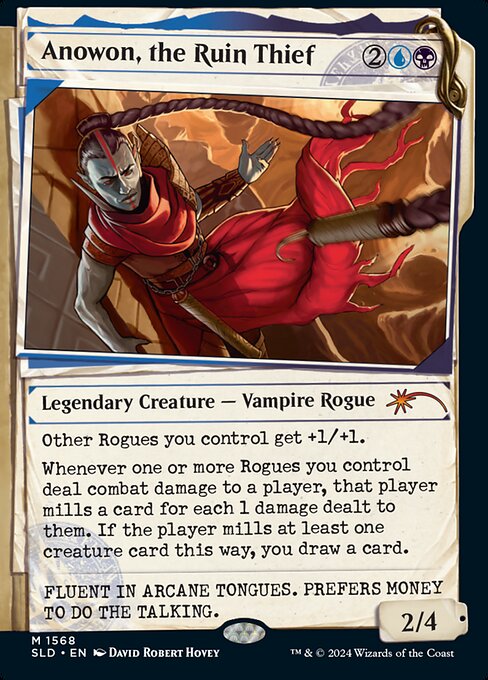 Anowon, the Ruin Thief 2
Legendary Creature — Vampire Rogue
Other Rogues you control get +1/+1.
Whenever one or more Rogues you control
deal combat damage to a player, that player
mills a card for each 1 damage dealt to
them. If the player mills at least one
creature card this way, you draw a card.
FLUENT IN ARCANE TONGUES. PREFERS MONEY
TO DO THE TALKING.
2/4
M 1568
SLD • EN DAVID ROBERT HOVEY
™ & © 2024 Wizards of the Coast